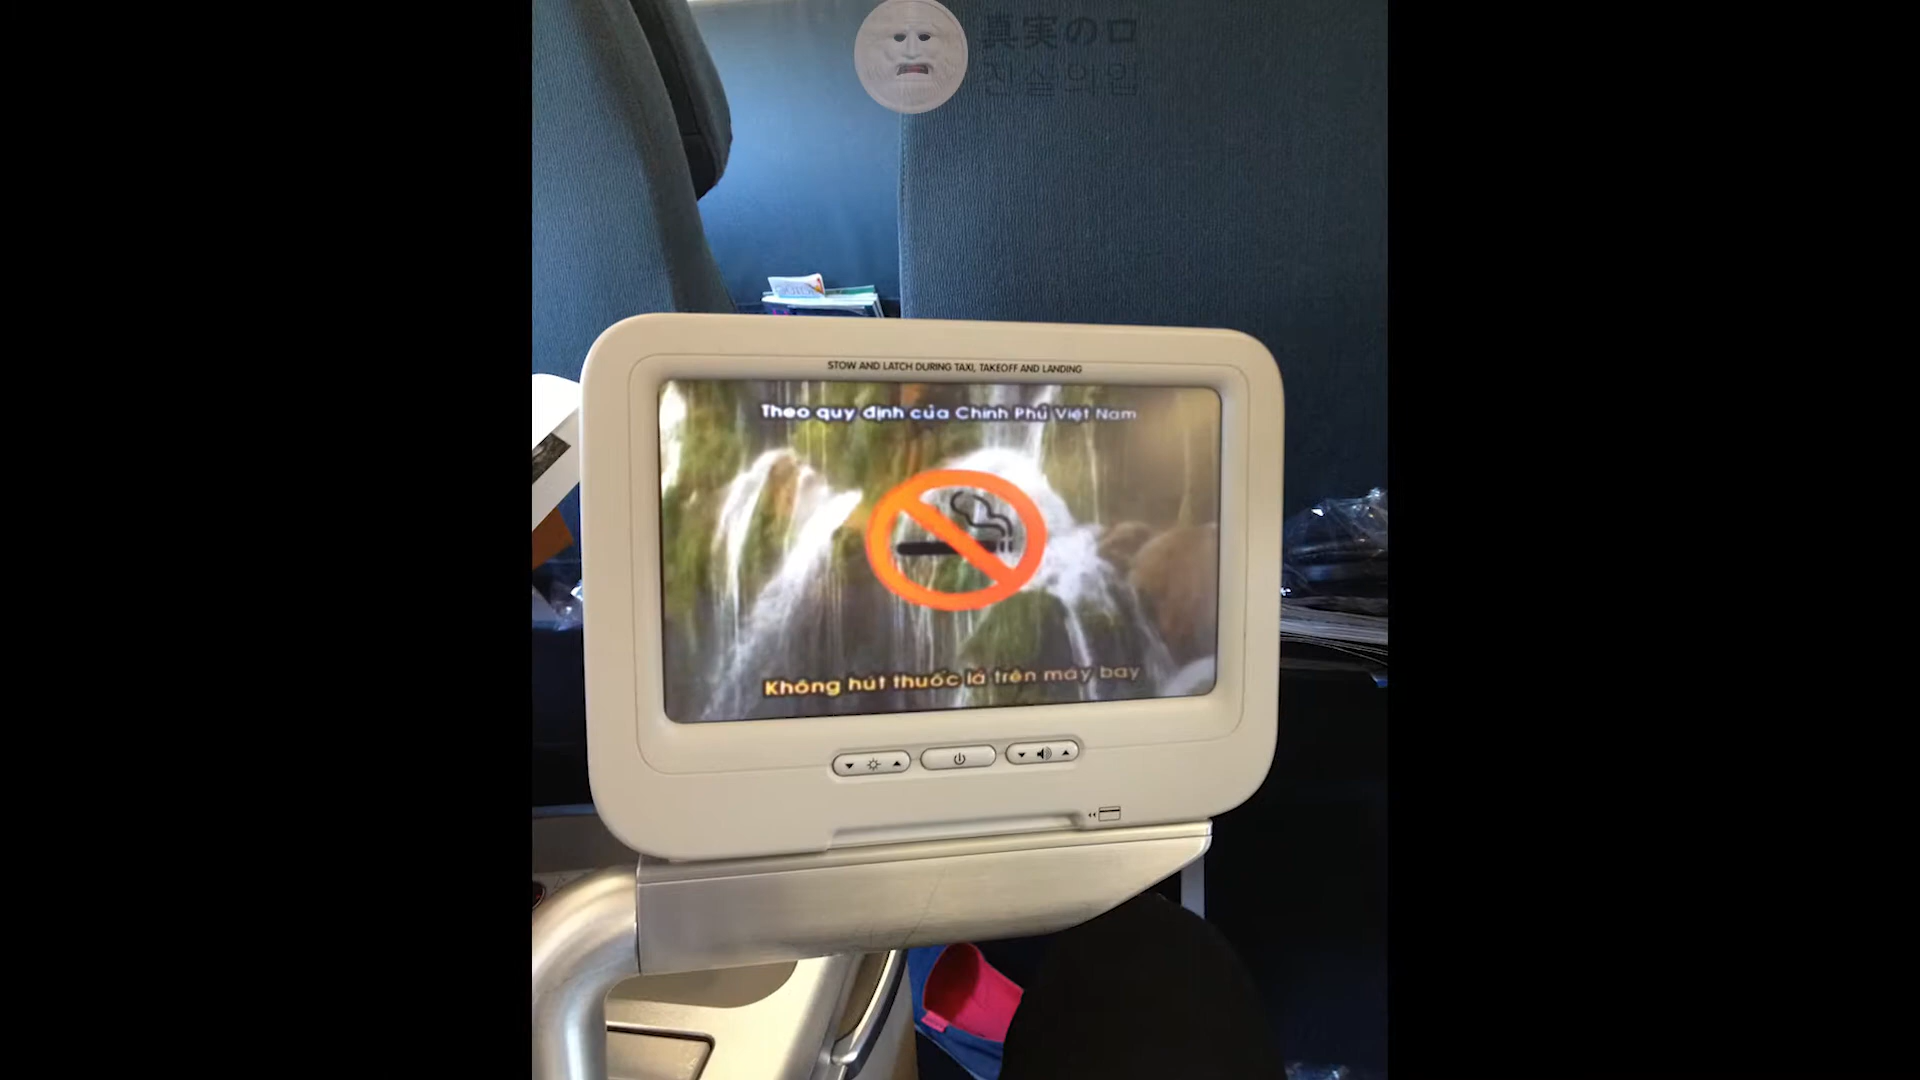 真実の口
진실의입
STOW AND LATCH DURING TAXI, TAKEOFF AND LANDING
Theo quy định của Chính Phủ Việt Nam
Không hút thuốc lá trên máy bay